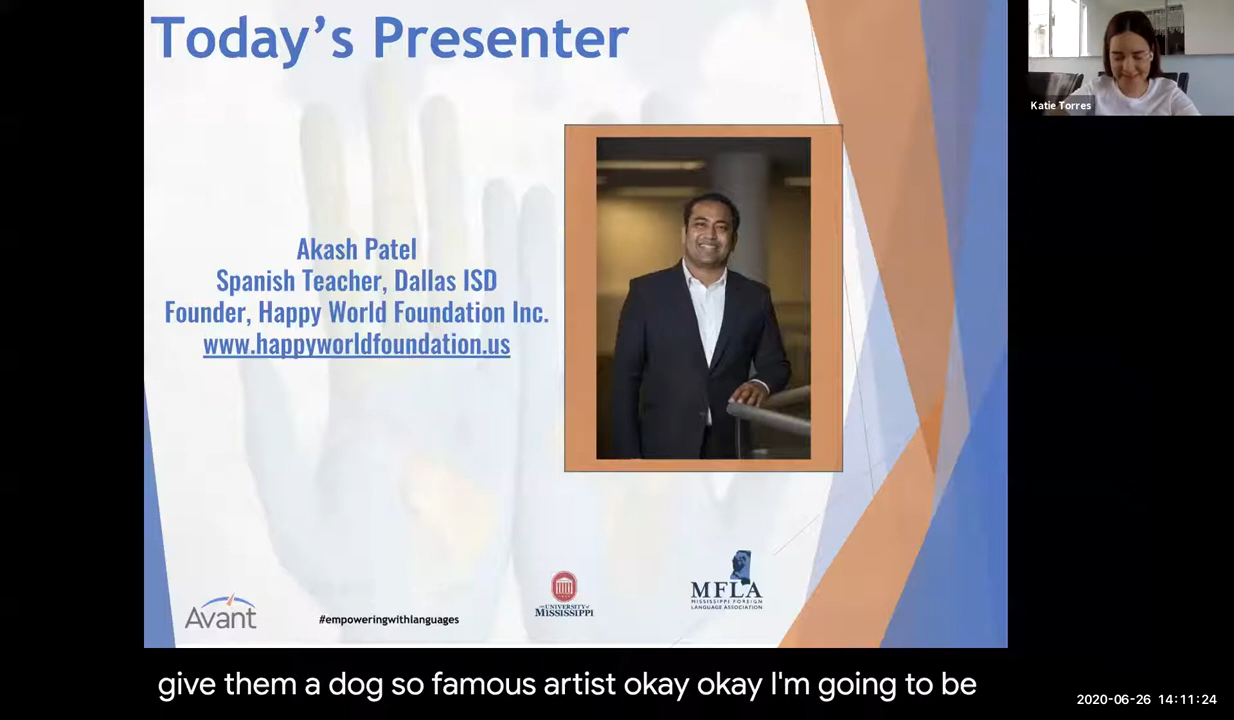 Today's Presenter
Katie Torres
Akash Patel
Spanish Teacher, Dallas ISD
Founder, Happy World Foundation Inc.
www.happyworldfoundation.us
Avant
#empoweringwithlanguages
THE UNIVERSITY of
MISSISSIPPI
MFLA
MISSISSIPPI FOREIGN
LANGUAGE ASSOCIATION
give them a dog so famous artist okay okay I'm going to be
2020-06-26 14:11:24